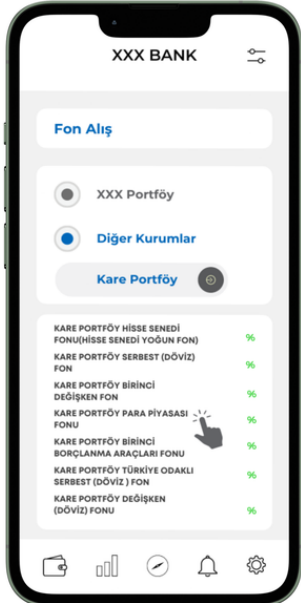 XXX BANK
Fon Alış
XXX Portföy
Diğer Kurumlar
Kare Portföy
KARE PORTFÖY HİSSE SENEDİ
FONU(HİSSE SENEDİ YOĞUN FON)
%
KARE PORTFÖY SERBEST (DÖVİZ)
FON
%
KARE PORTFÖY BİRİNCİ
DEĞİŞKEN FON
%
KARE PORTFÖY PARA PİYASASI
FONU
%
KARE PORTFÖY BİRİNCİ
BORÇLANMA ARAÇLARI FONU
%
KARE PORTFÖY TÜRKİYE ODAKLI
SERBEST (DÖVİZ ) FON
%
KARE PORTFÖY DEĞİŞKEN
(DÖVİZ) FONU
%